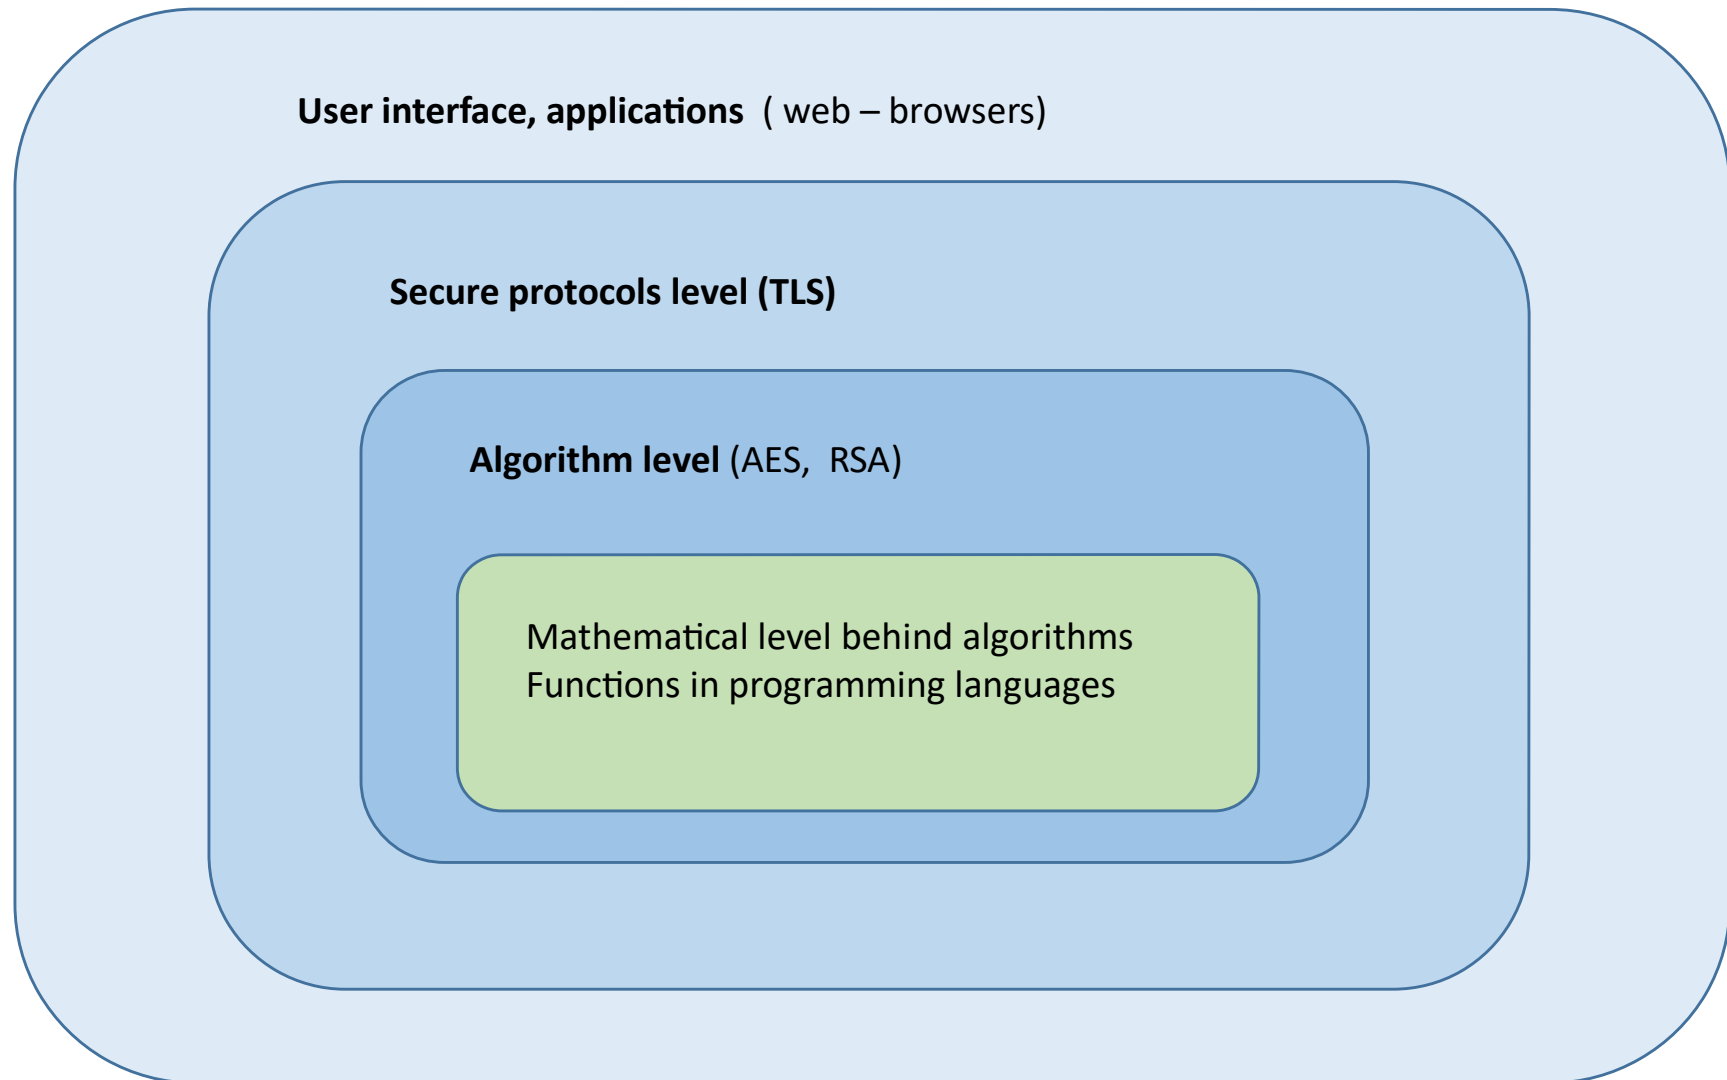 User interface, applications ( web – browsers)
Secure protocols level (TLS)
Algorithm level (AES, RSA)
Mathematical level behind algorithms
Functions in programming languages